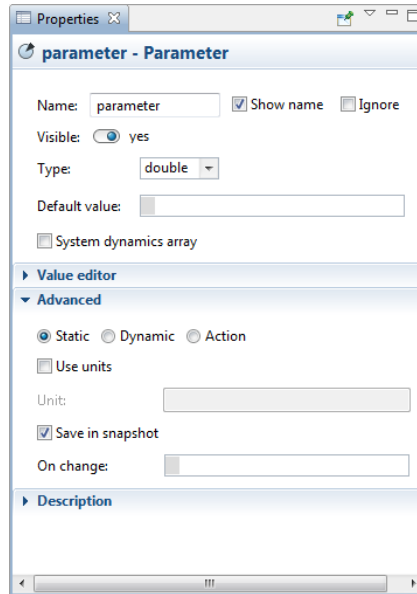 Properties
parameter - Parameter
Name: parameter Show name Ignore
Visible: yes
Type: double
Default value:
System dynamics array
Value editor
Advanced
Static Dynamic Action
Use units
Unit:
Save in snapshot
On change:
Description